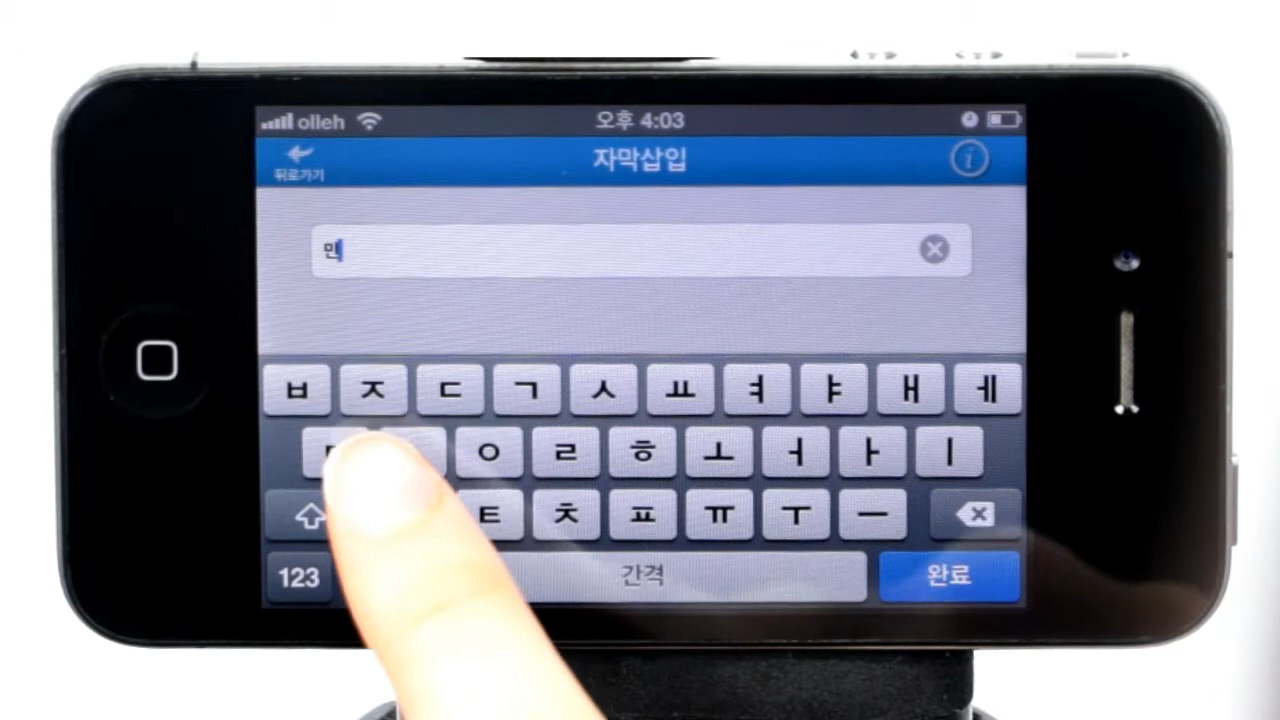 olleh 오후 4:03
뒤로가기 자막삽입 i
민
ㅂ ㅈ ㄷ ㄱ ㅅ ㅛ ㅕ ㅑ ㅐ ㅔ
ㅇ ㄹ ㅎ ㅗ ㅓ ㅏ ㅣ
ㅌ ㅊ ㅍ ㅠ ㅜ ㅡ
123 간격 완료